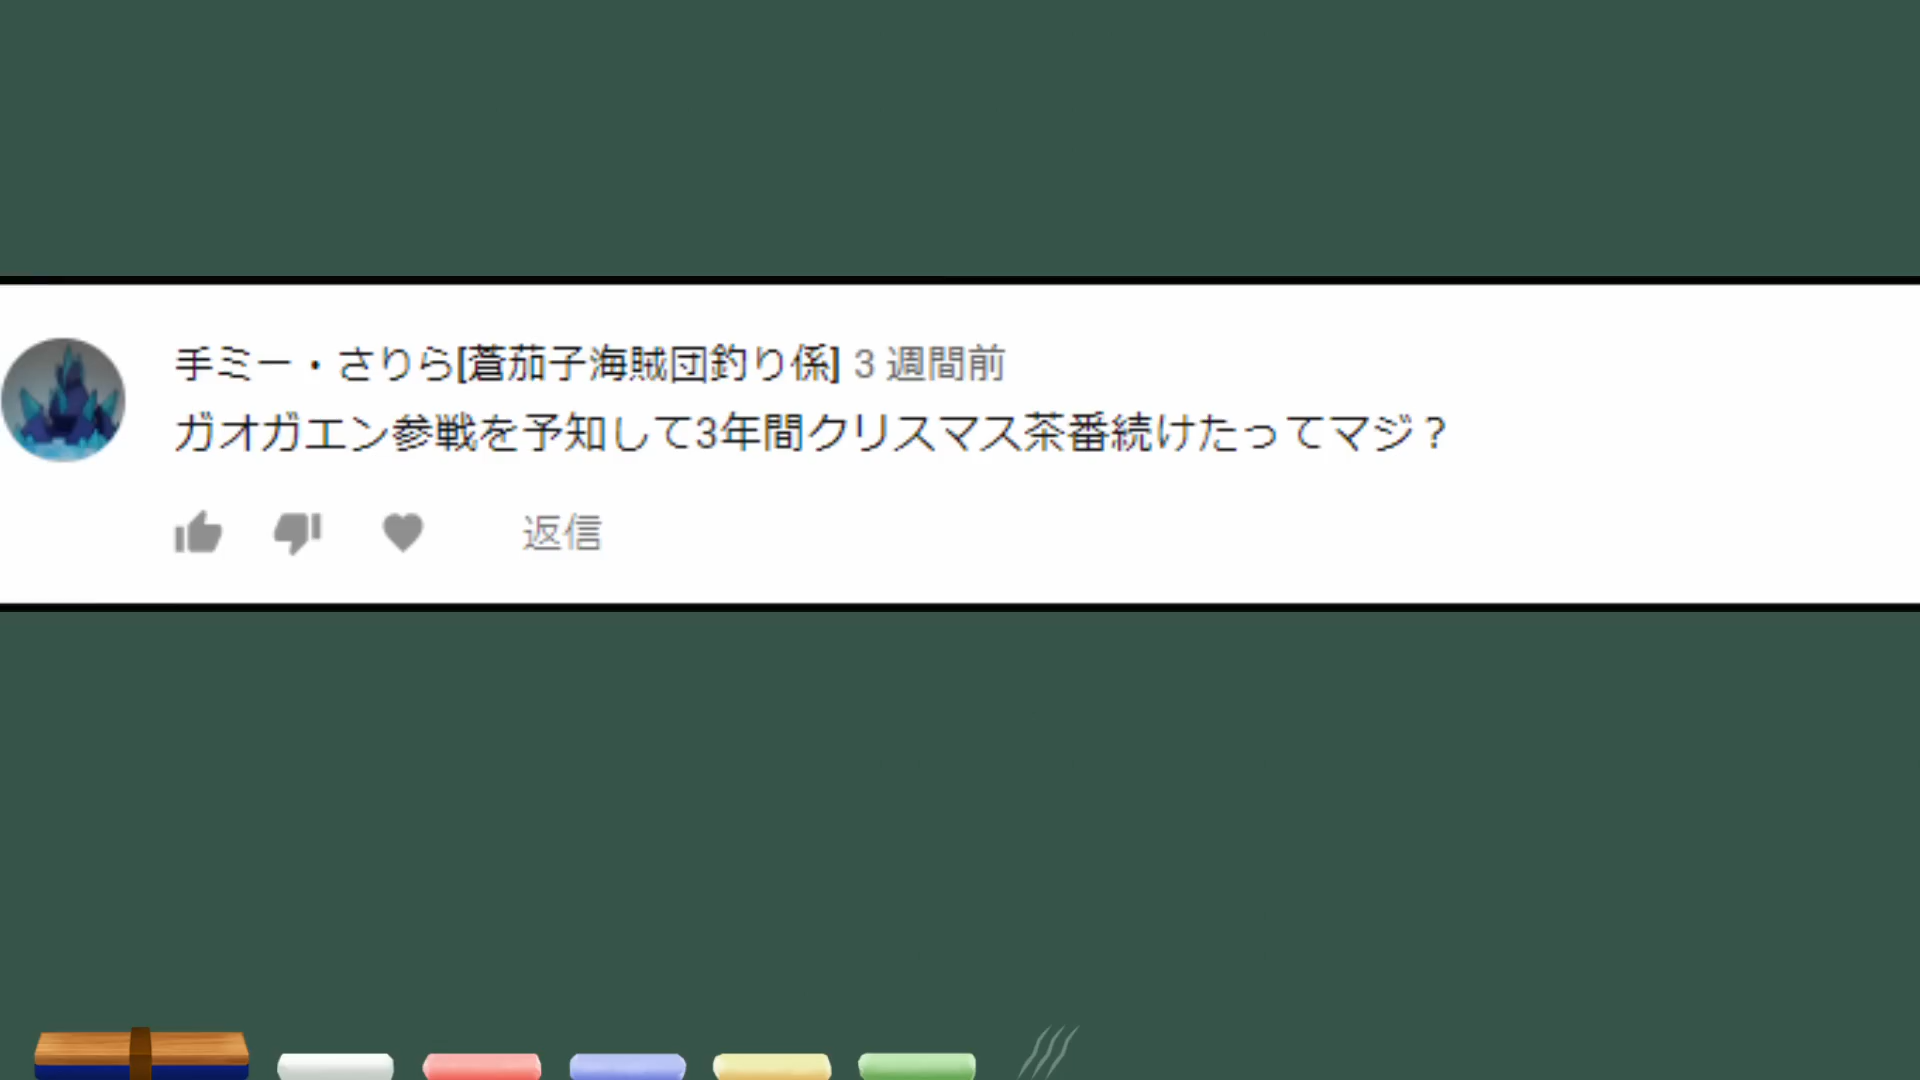 手ミー・さりら[蒼茄子海賊団釣り係] 3 週間前
ガオガエン参戦を予知して3年間クリスマス茶番続けたってマジ？
返信